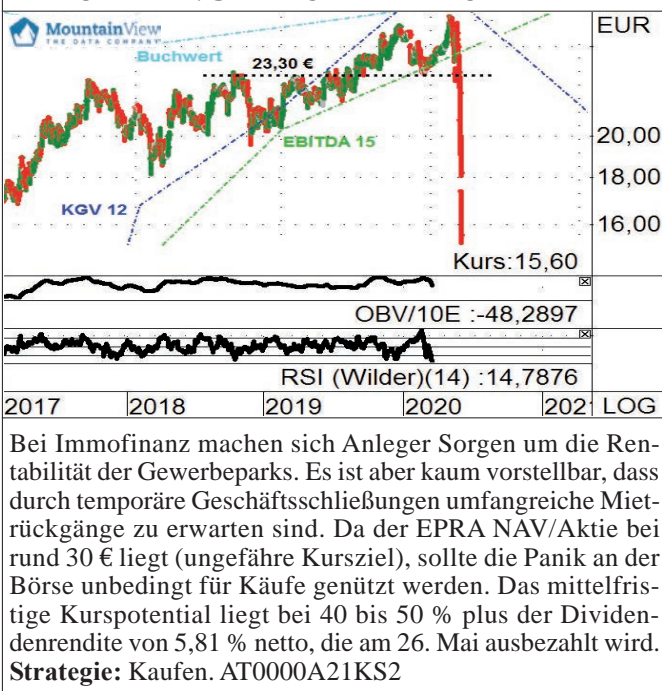 MountainView
THE DATA COMPANY
EUR
Buchwert
23,30 €
EBITDA 15
KGV 12
20,00
18,00
16,00
Kurs:15,60
OBV/10E :-48,2897
RSI (Wilder)(14) :14,7876
2017 2018 2019 2020 2021 LOG
Bei Immofinanz machen sich Anleger Sorgen um die Ren-
tabilität der Gewerbeparks. Es ist aber kaum vorstellbar, dass
durch temporäre Geschäftsschließungen umfangreiche Miet-
rückgänge zu erwarten sind. Da der EPRA NAV/Aktie bei
rund 30 € liegt (ungefähre Kursziel), sollte die Panik an der
Börse unbedingt für Käufe genützt werden. Das mittelfris-
tige Kurspotential liegt bei 40 bis 50 % plus der Dividen-
denrendite von 5,81 % netto, die am 26. Mai ausbezahlt wird.
Strategie: Kaufen. AT0000A21KS2